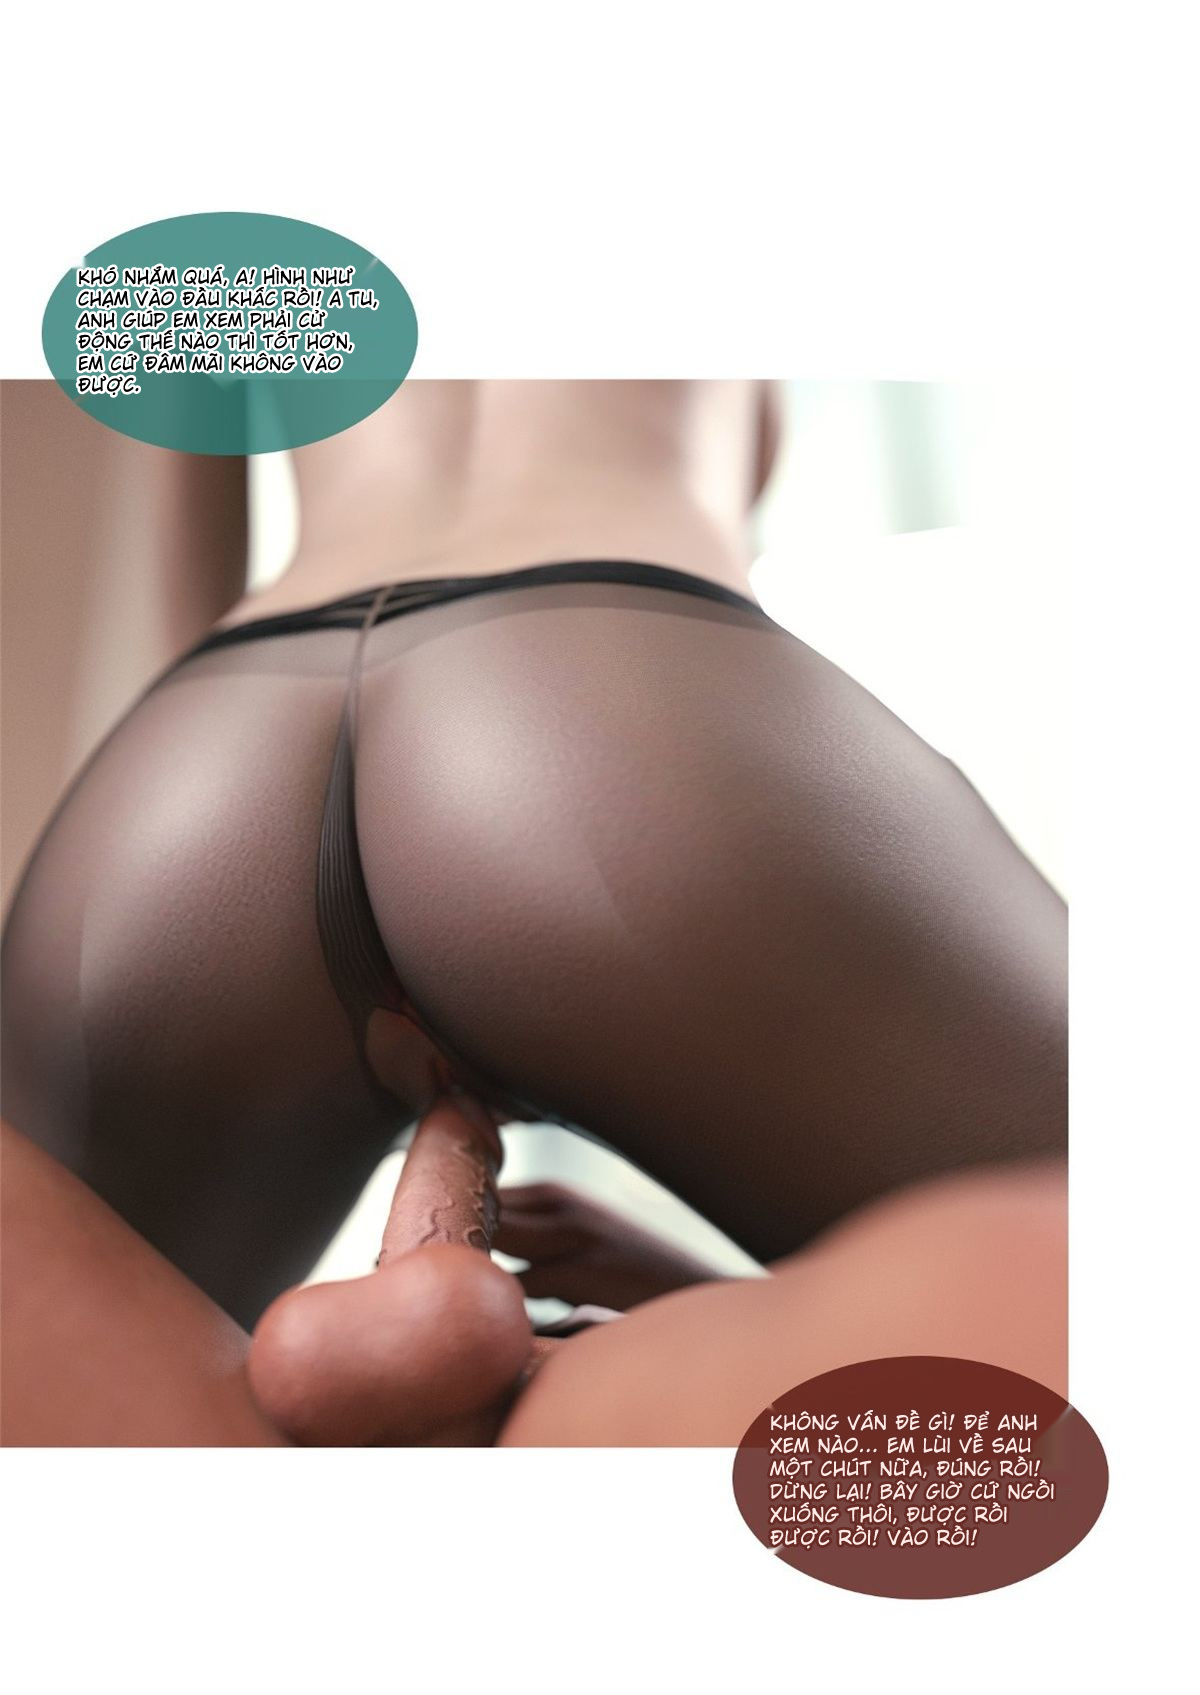 KHÓ NHẮM QUÁ, A! HÌNH NHƯ
CHẠM VÀO ĐẦU KHẤC RỒI! A TU,
ANH GIÚP EM XEM PHẢI CỬ
ĐỘNG THẾ NÀO THÌ TỐT HƠN,
EM CỨ ĐÂM MÃI KHÔNG VÀO
ĐƯỢC.
KHÔNG VẤN ĐỀ GÌ! ĐỂ ANH
XEM NÀO... EM LÙI VỀ SAU
MỘT CHÚT NỮA, ĐÚNG RỒI!
DỪNG LẠI! BÂY GIỜ CỨ NGỒI
XUỐNG THÔI, ĐƯỢC RỒI
ĐƯỢC RỒI! VÀO RỒI!